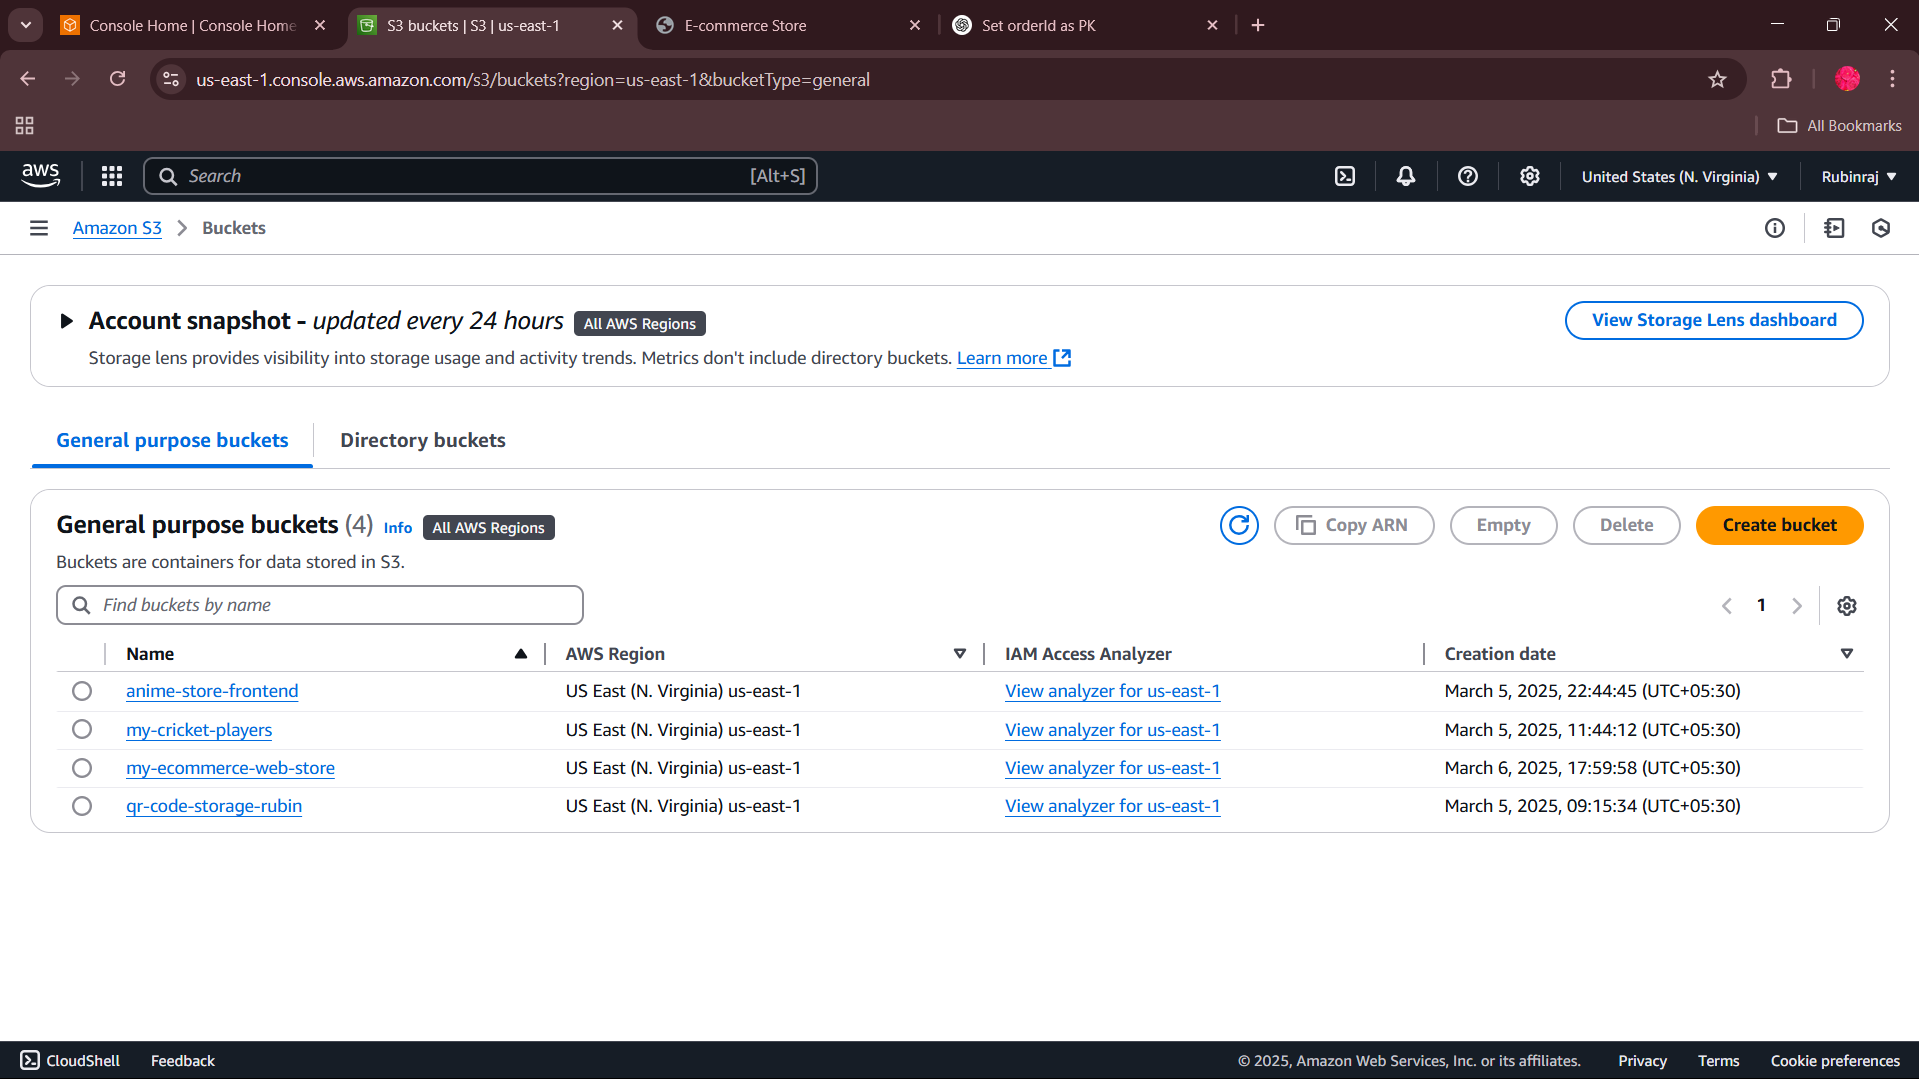 Console Home | Console Home
S3 buckets | S3 | us-east-1
E-commerce Store
Set orderId as PK
us-east-1.console.aws.amazon.com/s3/buckets?region=us-east-1&bucketType=general
All Bookmarks
aws
Search
[Alt+S]
United States (N. Virginia)
Rubinraj
Amazon S3
Buckets
Account snapshot - updated every 24 hours
All AWS Regions
View Storage Lens dashboard
Storage lens provides visibility into storage usage and activity trends. Metrics don't include directory buckets. Learn more
General purpose buckets
Directory buckets
General purpose buckets (4) Info
All AWS Regions
Copy ARN
Empty
Delete
Create bucket
Buckets are containers for data stored in S3.
Find buckets by name
1
Name
AWS Region
IAM Access Analyzer
Creation date
anime-store-frontend
US East (N. Virginia) us-east-1
View analyzer for us-east-1
March 5, 2025, 22:44:45 (UTC+05:30)
my-cricket-players
US East (N. Virginia) us-east-1
View analyzer for us-east-1
March 5, 2025, 11:44:12 (UTC+05:30)
my-ecommerce-web-store
US East (N. Virginia) us-east-1
View analyzer for us-east-1
March 6, 2025, 17:59:58 (UTC+05:30)
qr-code-storage-rubin
US East (N. Virginia) us-east-1
View analyzer for us-east-1
March 5, 2025, 09:15:34 (UTC+05:30)
CloudShell
Feedback
© 2025, Amazon Web Services, Inc. or its affiliates.
Privacy
Terms
Cookie preferences